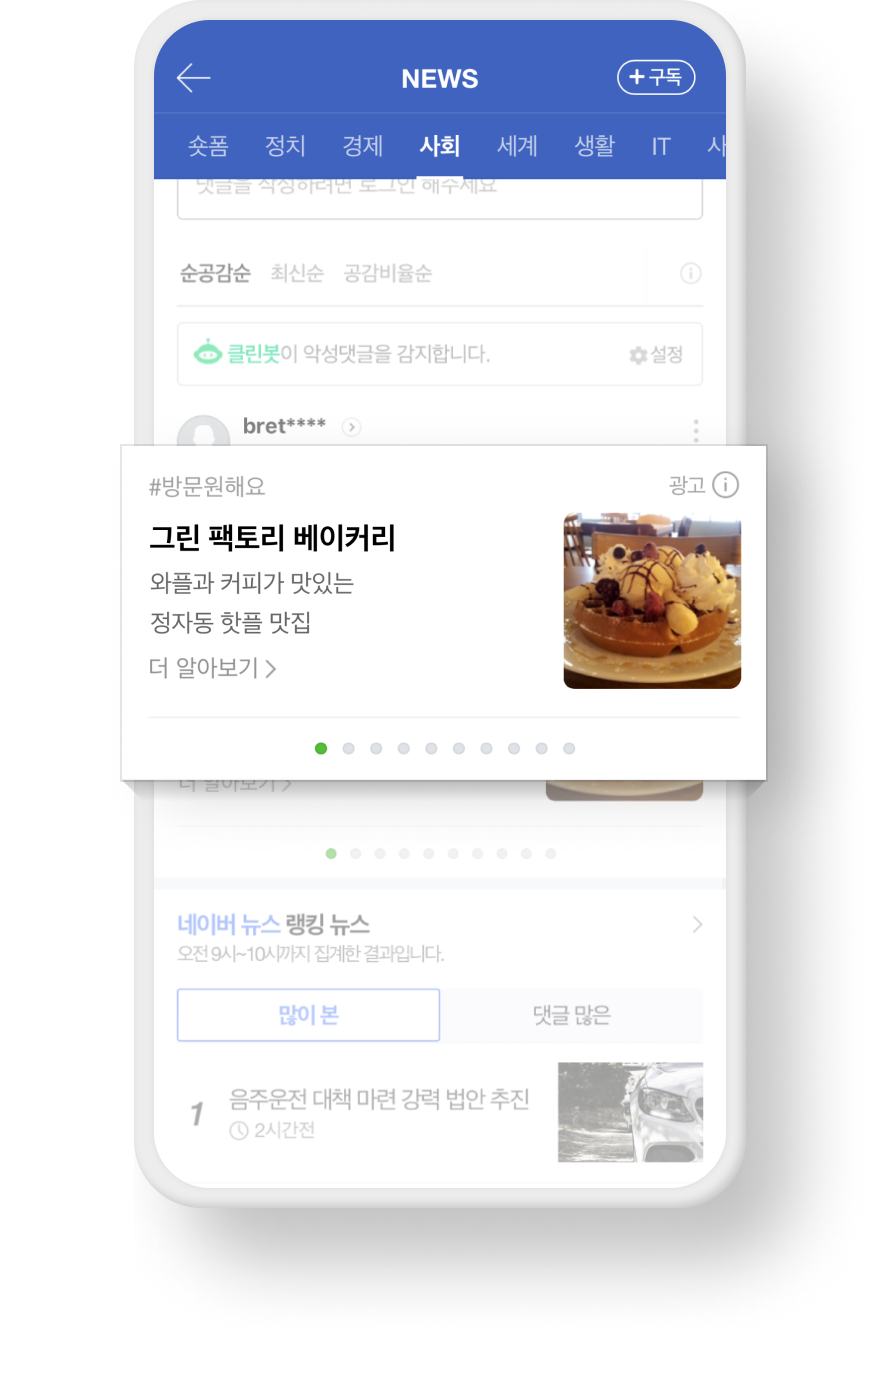 NEWS
+구독
숏폼 정치 경제 사회 세계 생활 IT 사
댓글을 작성하려면 로그인 해주세요
순공감순 최신순 공감비율순
클린봇이 악성댓글을 감지합니다. 설정
bret****
#방문원해요
광고
그린 팩토리 베이커리
와플과 커피가 맛있는
정자동 핫플 맛집
더 알아보기 >
더 알아보기 >
네이버 뉴스 랭킹 뉴스
오전 9시~10시까지 집계한 결과입니다.
많이 본 댓글 많은
1 음주운전 대책 마련 강력 법안 추진
2시간전